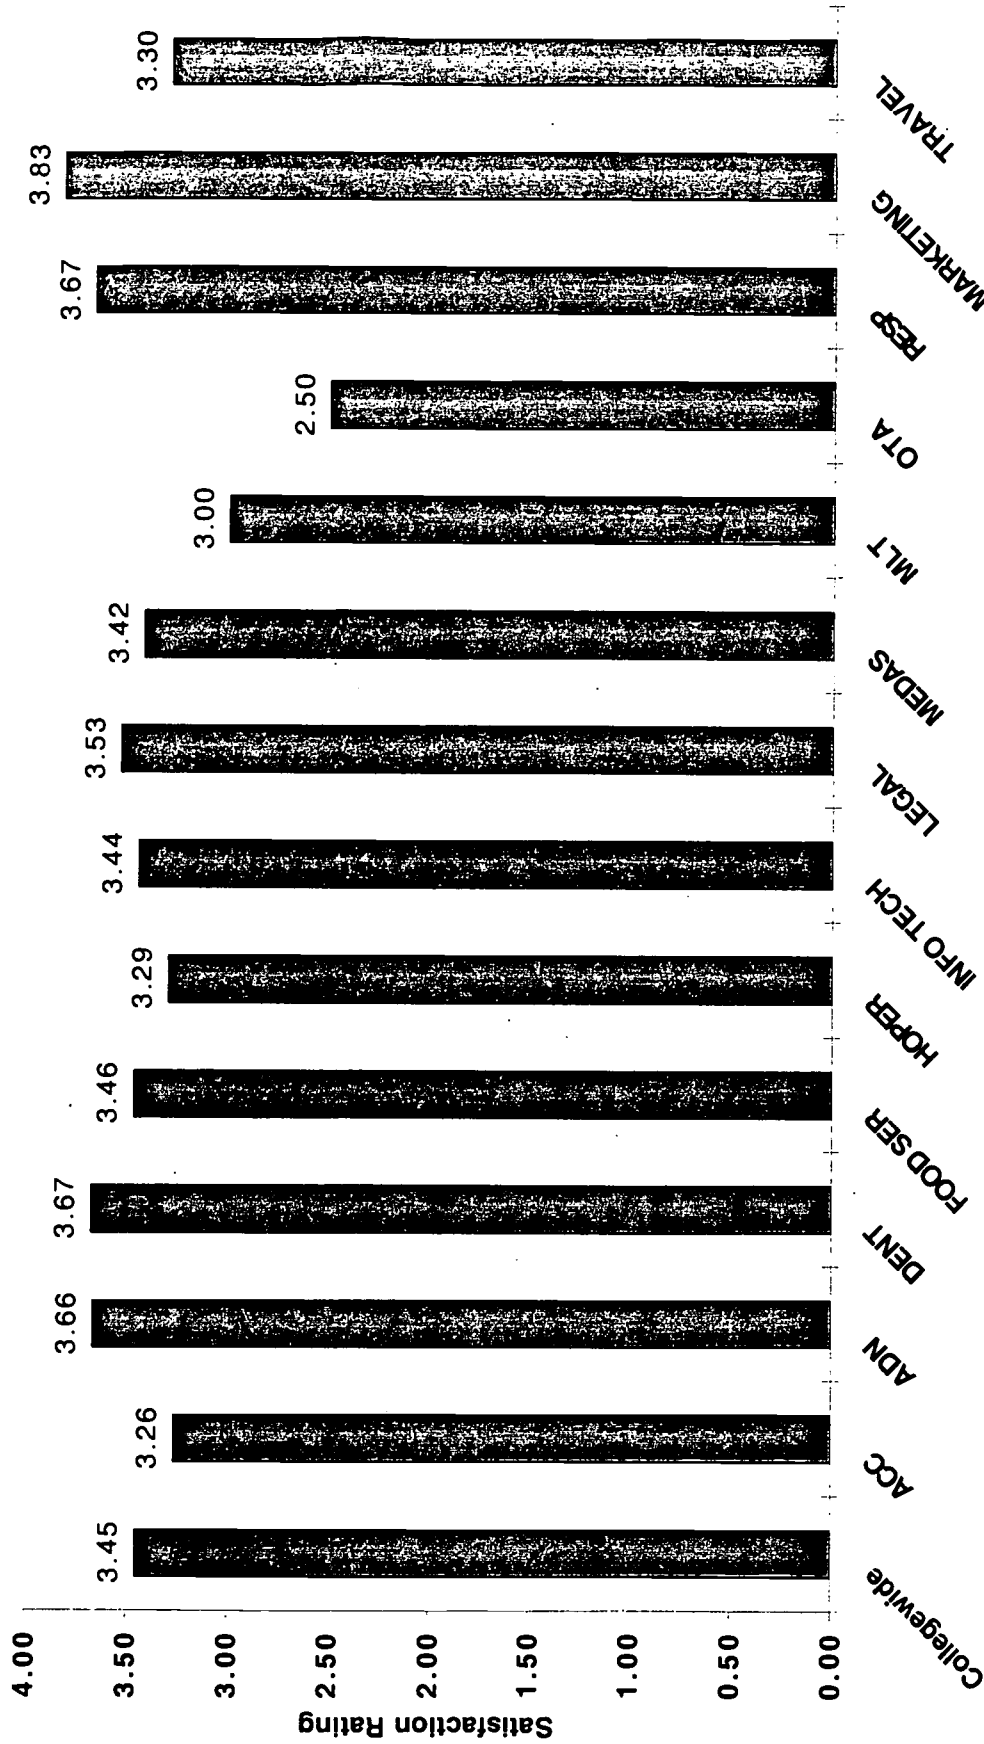 Satisfaction Rating
4.00
3.50
3.00
2.50
2.00
1.50
1.00
0.50
0.00
3.45
3.26
3.66
3.67
3.46
3.29
3.44
3.53
3.42
3.00
2.50
3.67
3.83
3.30
Collegewide
ACC
ADN
DENT
FOOD SER
HOPER
INFO TECH
LEGAL
MEDAS
MLT
OTA
RESP
MARKETING
TRAVEL